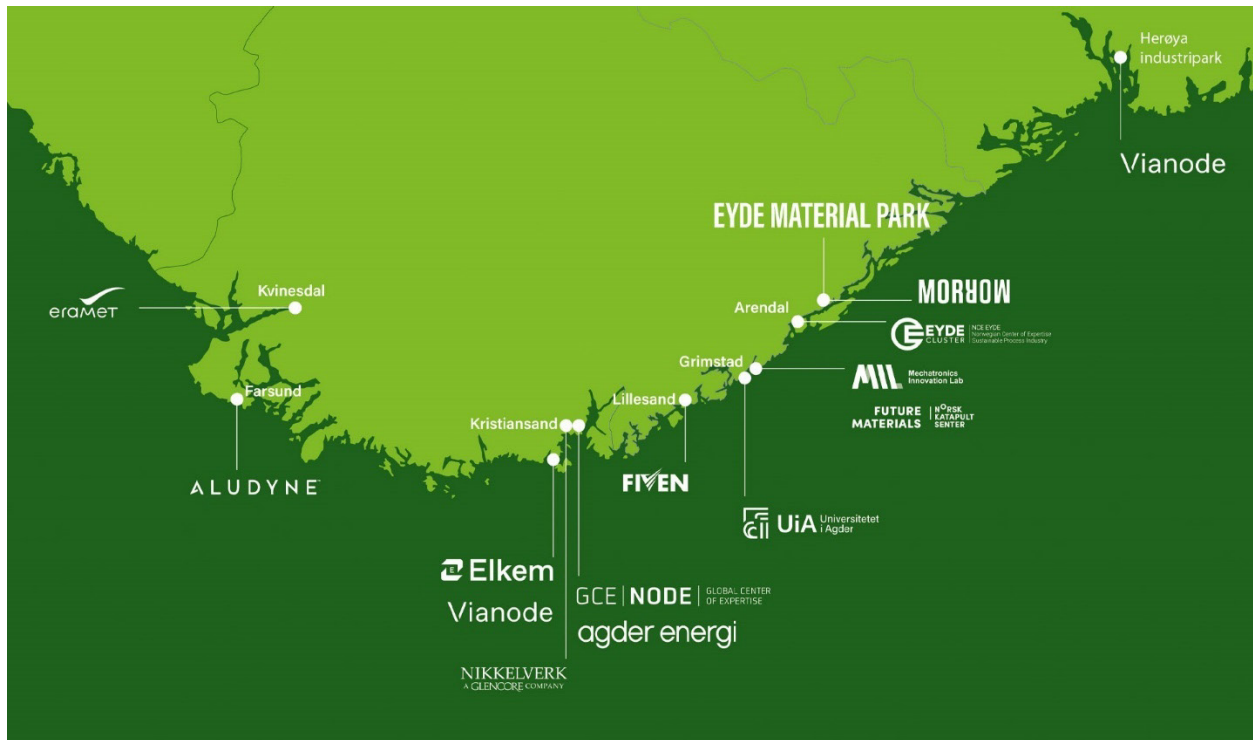 Herøya
industripark
Vianode
EYDE MATERIAL PARK
MORROW
Arendal
EYDE
CLUSTER
NCE EYDE
Norwegian Center of Expertise
Sustainable Process Industry
eramet
Kvinesdal
Grimstad
MIL
Mechatronics
Innovation Lab
Farsund
Lillesand
FUTURE
MATERIALS
NORSK
KATAPULT
SENTER
Kristiansand
ALUDYNE
FIVEN
UiA Universitetet
i Agder
Elkem
Vianode
GCE | NODE | GLOBAL CENTER
OF EXPERTISE
agder energi
NIKKELVERK
A GLENCORE COMPANY